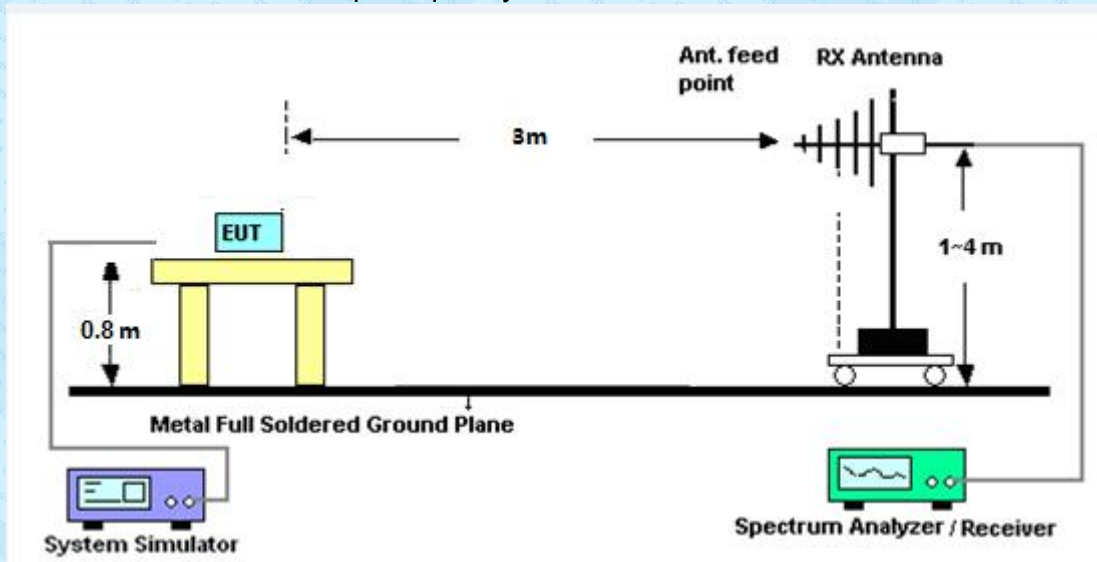 Ant. feed
point
RX Antenna
3m
EUT
1~4 m
0.8 m
Metal Full Soldered Ground Plane
System Simulator
Spectrum Analyzer / Receiver